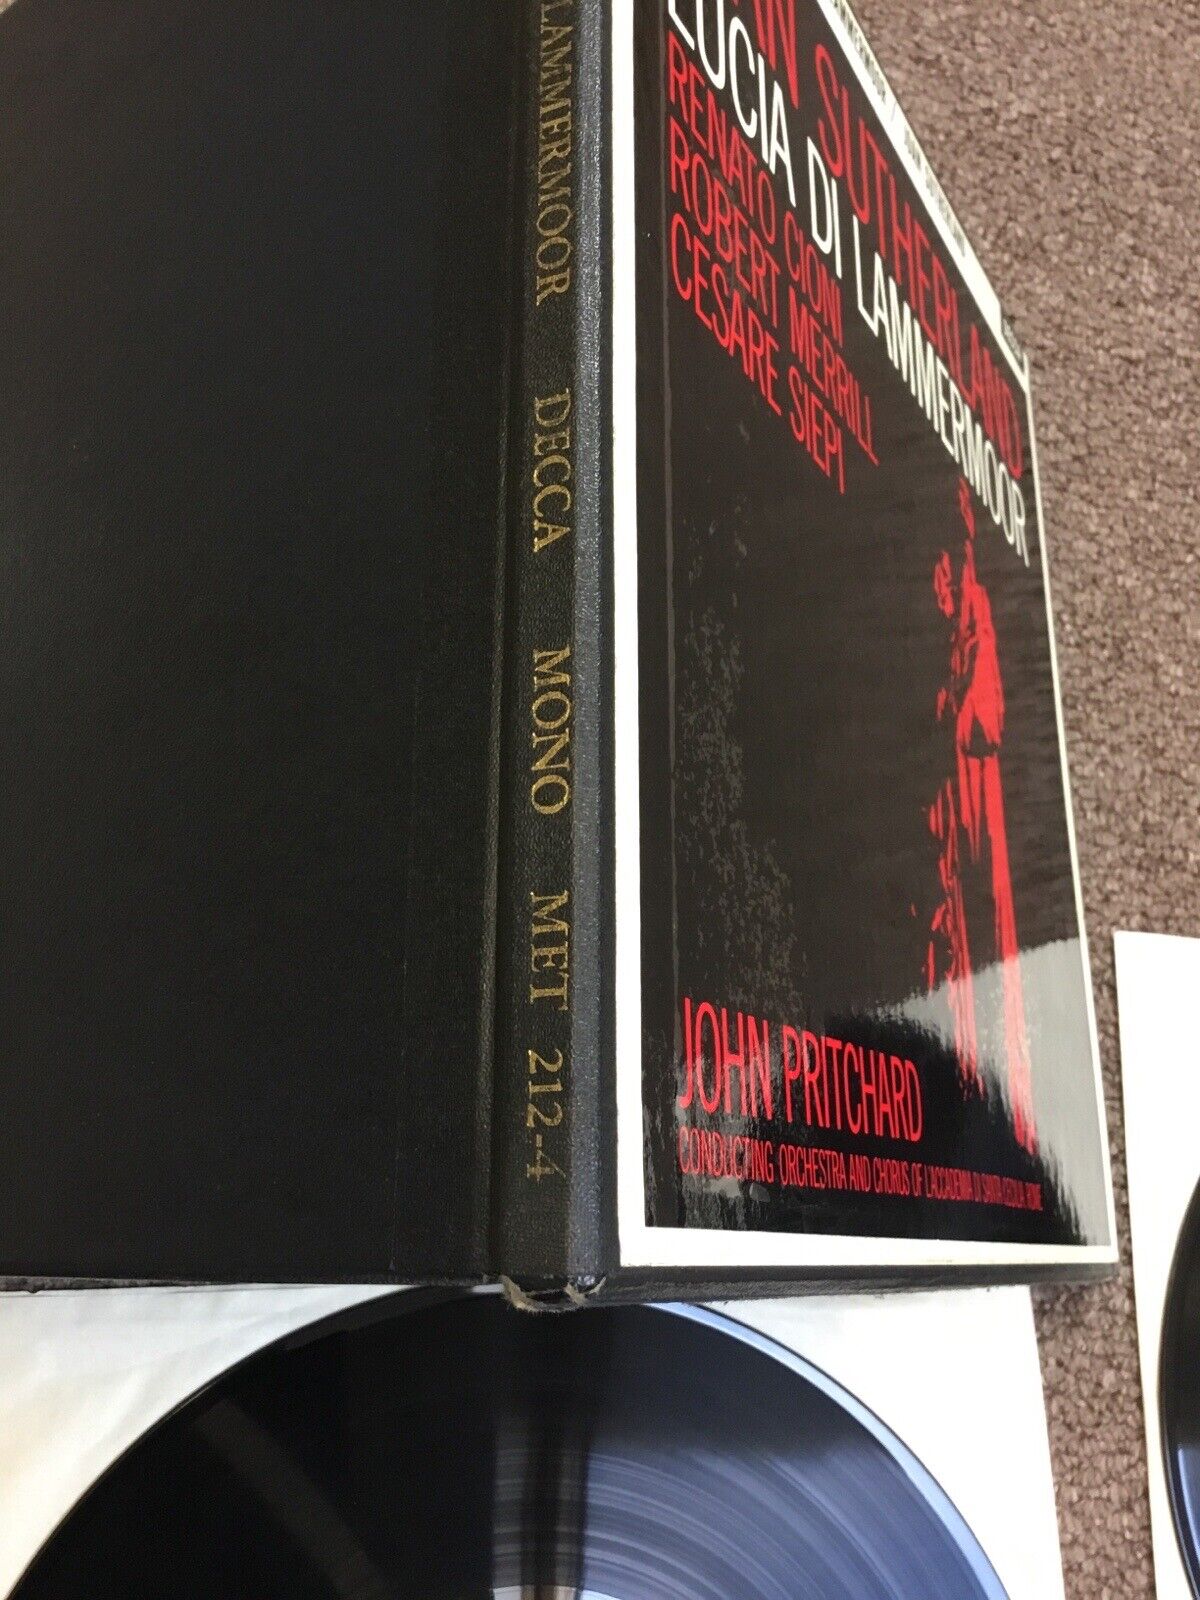 LAMMERMOOR DECCA MONO MET 212-4
SUTHERLAND
LUCIA DI LAMMERMOOR
RENATO CIONI
ROBERT MERRILL
CESARE SIEPI
JOHN PRITCHARD
CONDUCTING ORCHESTRA AND CHORUS OF L'ACCADEMIA DI SANTA CECILIA, ROME